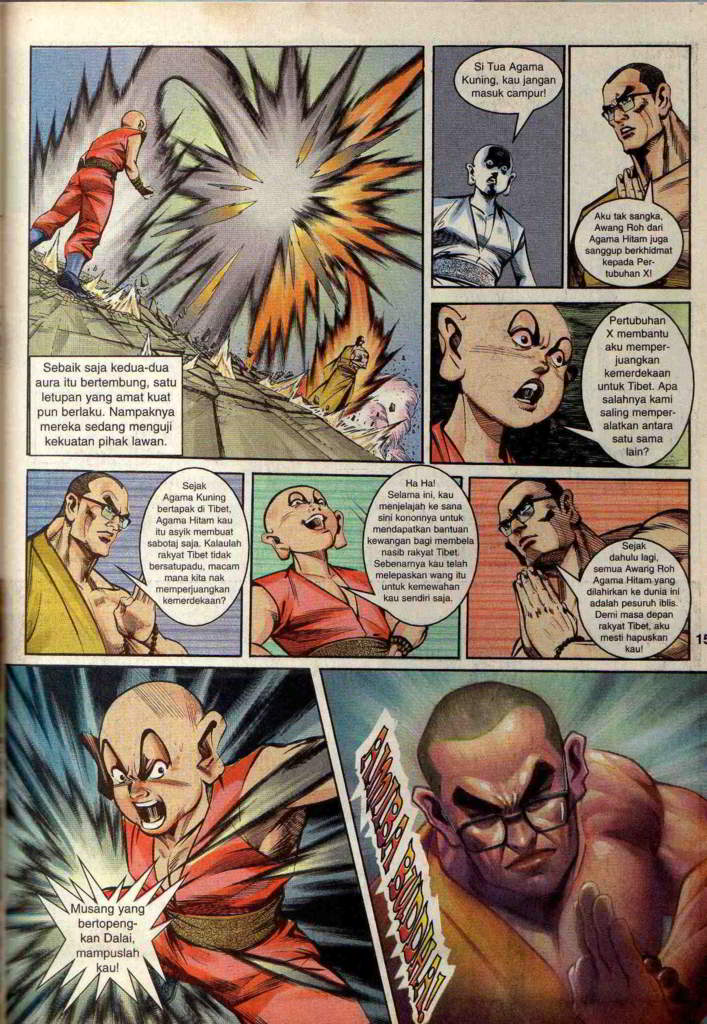 Sebaik saja kedua-dua
aura itu bertembung, satu
letupan yang amat kuat
pun berlaku. Nampaknya
mereka sedang menguji
kekuatan pihak lawan.
Si Tua Agama
Kuning, kau jangan
masuk campur!
Aku tak sangka,
Awang Roh dari
Agama Hitam juga
sanggup berkhidmat
kepada Per-
tubuhan X!
Pertubuhan
X membantu
aku memper-
juangkan
kemerdekaan
untuk Tibet. Apa
salahnya kami
saling memper-
alatkan antara
satu sama
lain?
Sejak
Agama Kuning
bertapak di Tibet,
Agama Hitam kau
itu asyik membuat
sabotaj saja. Kalaulah
rakyat Tibet tidak
bersatupadu, macam
mana kita nak
memperjuangkan
kemerdekaan?
Ha Ha!
Selama ini, kau
menjelajah ke sana
sini kononnya untuk
mendapatkan bantuan
kewangan bagi membela
nasib rakyat Tibet.
Sebenarnya kau telah
melepaskan wang itu
untuk kemewahan
kau sendiri saja.
Sejak
dahulu lagi,
semua Awang Roh
Agama Hitam yang
dilahirkan ke dunia ini
adalah pesuruh iblis.
Demi masa depan
rakyat Tibet, aku
mesti hapuskan
kau!
15
Musang yang
bertopeng-
kan Dalai,
mampuslah
kau!
AMIRA BUDDHA!